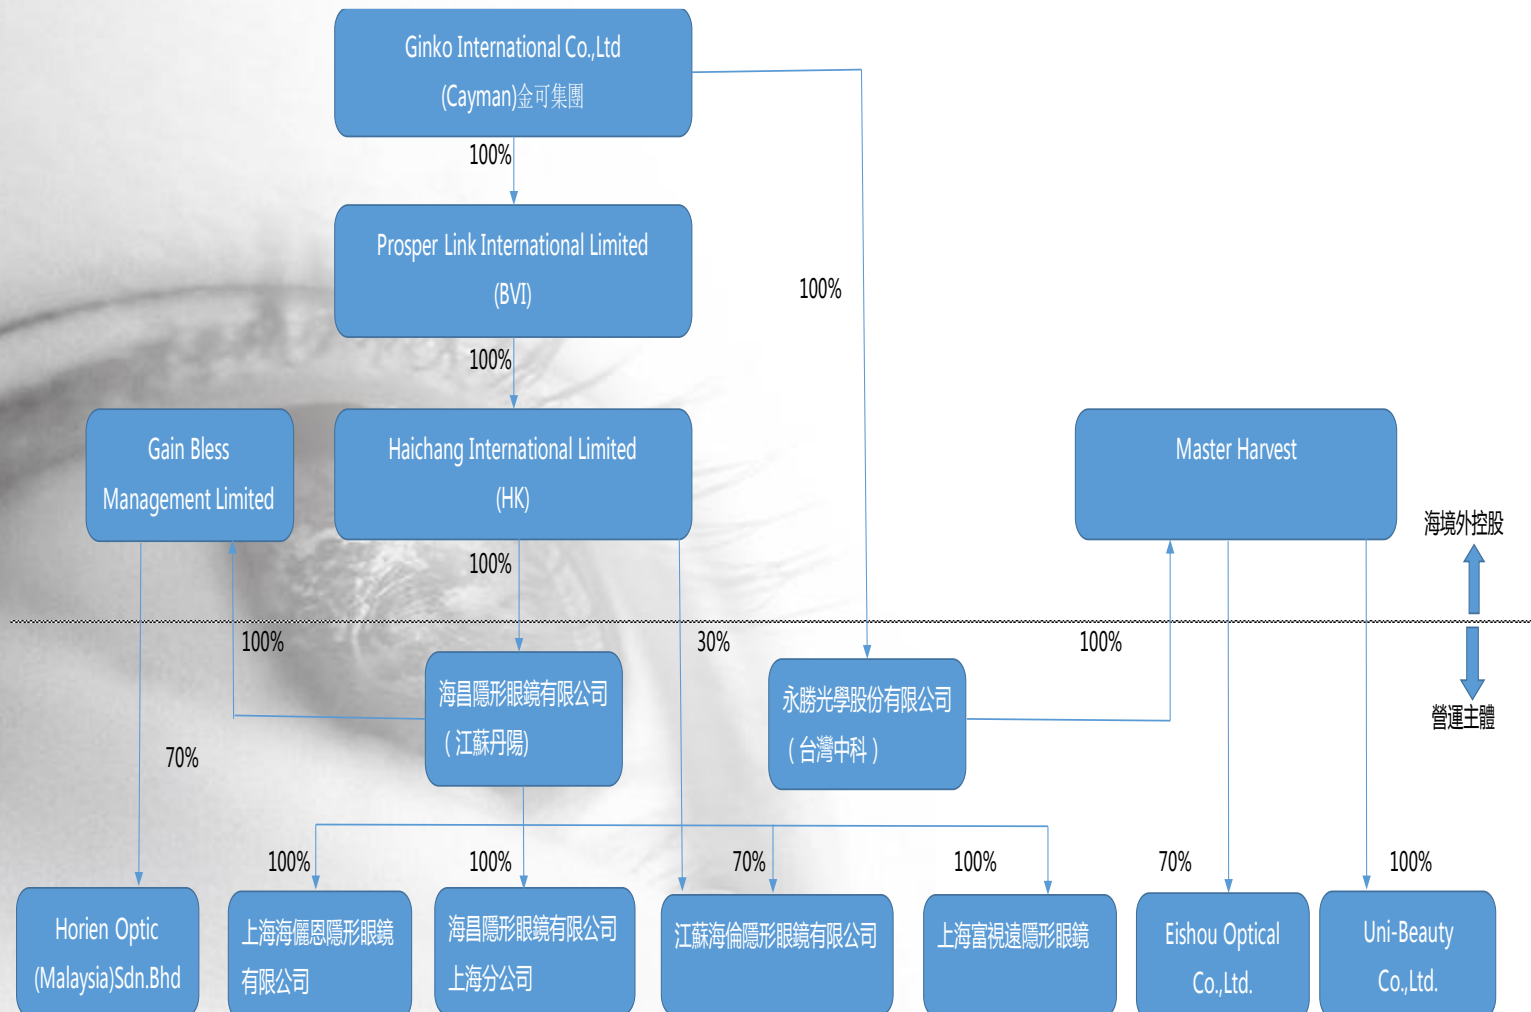 Ginko International Co.,Ltd
(Cayman)金可集團
100%
Prosper Link International Limited
(BVI)
100%
100%
Gain Bless
Management Limited
Haichang International Limited
(HK)
Master Harvest
海境外控股
100%
100%
30%
100%
海昌隱形眼鏡有限公司
(江蘇丹陽)
永勝光學股份有限公司
(台灣中科)
營運主體
70%
100%
100%
70%
100%
70%
100%
Horien Optic
(Malaysia)Sdn.Bhd
上海海儷恩隱形眼鏡
有限公司
海昌隱形眼鏡有限公司
上海分公司
江蘇海倫隱形眼鏡有限公司
上海富視遠隱形眼鏡
Eishou Optical
Co.,Ltd.
Uni-Beauty
Co.,Ltd.